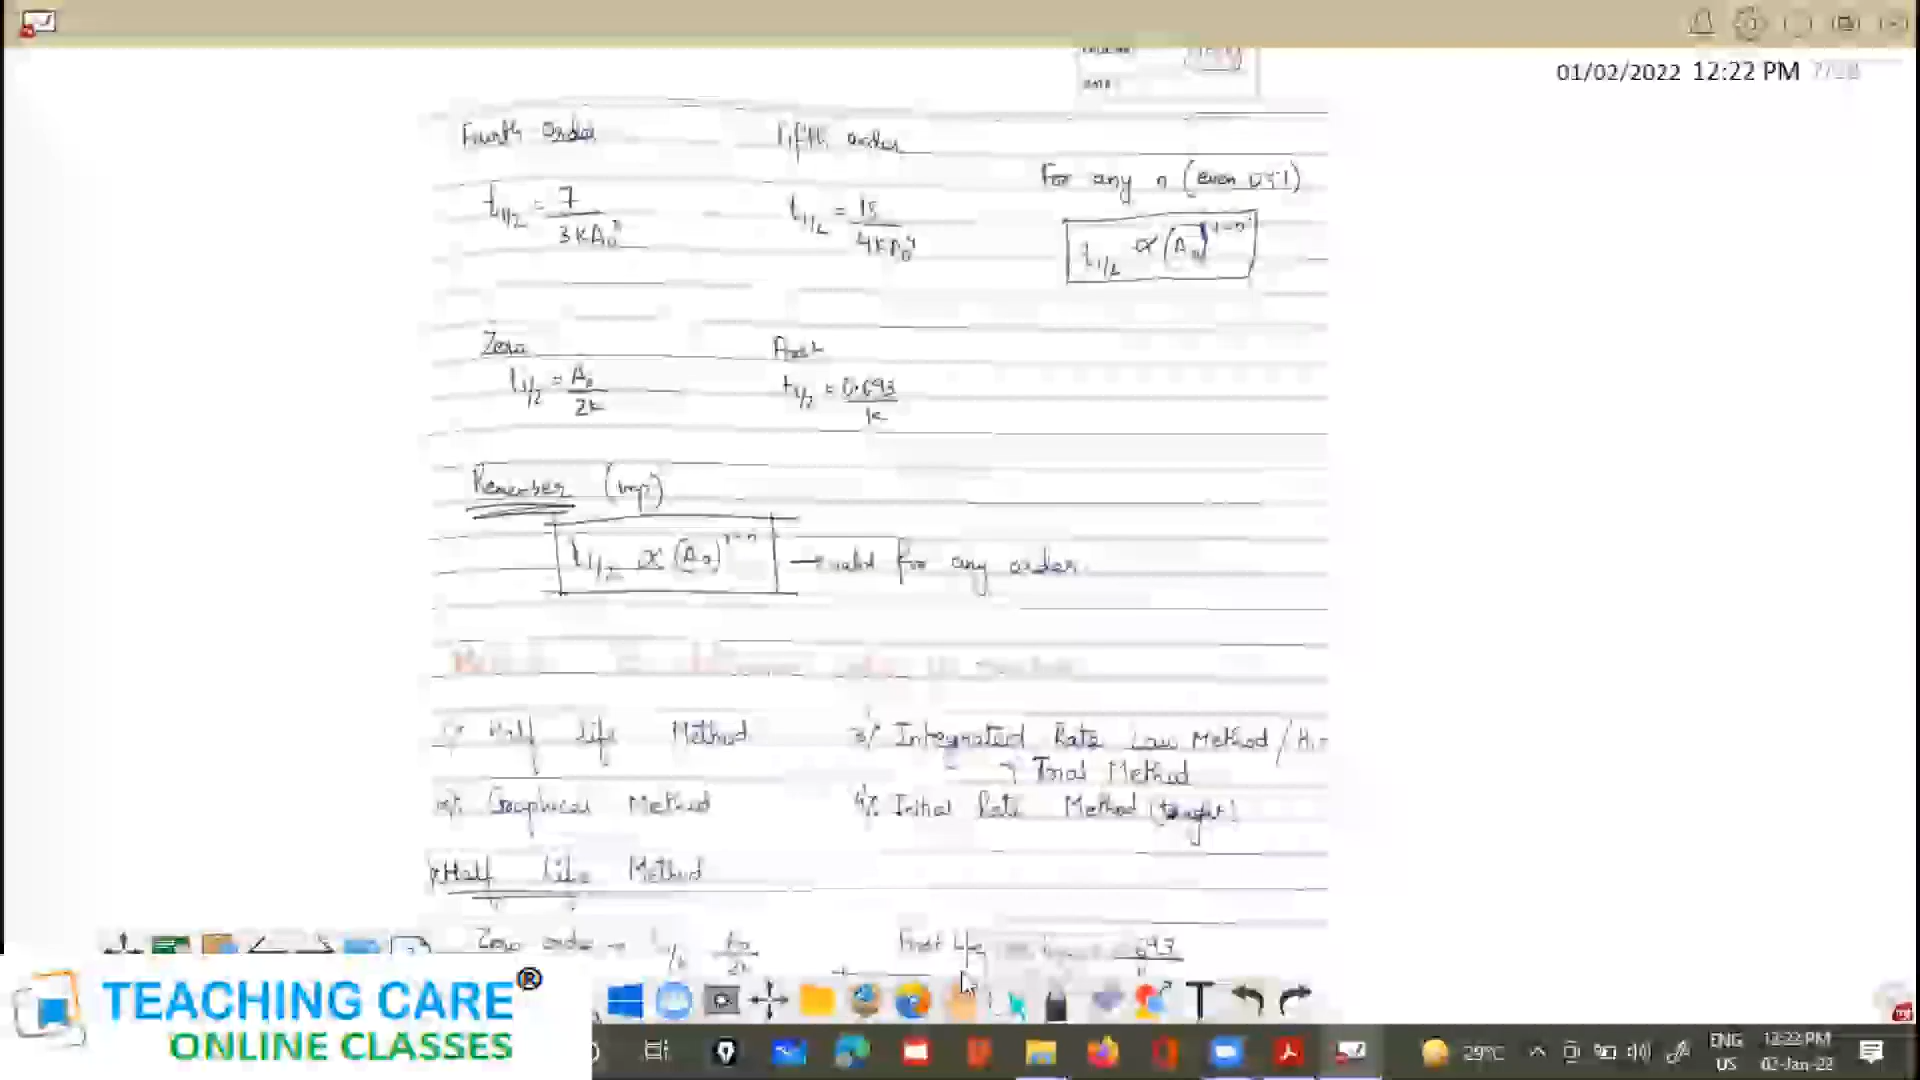 01/02/2022 12:22 PM
DATE
Fourth Order
Fifth order
For any n (even n=1)
t1/2 = 7 / 3KA₀³
t1/2 = 15 / 4KA₀⁴
t1/2 ∝ (A₀)^1-n
Zero
t1/2 = A₀ / 2k
First
t1/2 = 0.693 / k
Remember (imp)
t1/2 ∝ (A₀)^1-n → valid for any order
1) Half life Method
3) Integrated Rate Law Method /
Trial Method
2) Graphical Method
4) Initial Rate Method (taught)
Half Life Method
Zero order
TEACHING CARE®
ONLINE CLASSES
T
29°C
ENG
US
12:22 PM
02-Jan-22